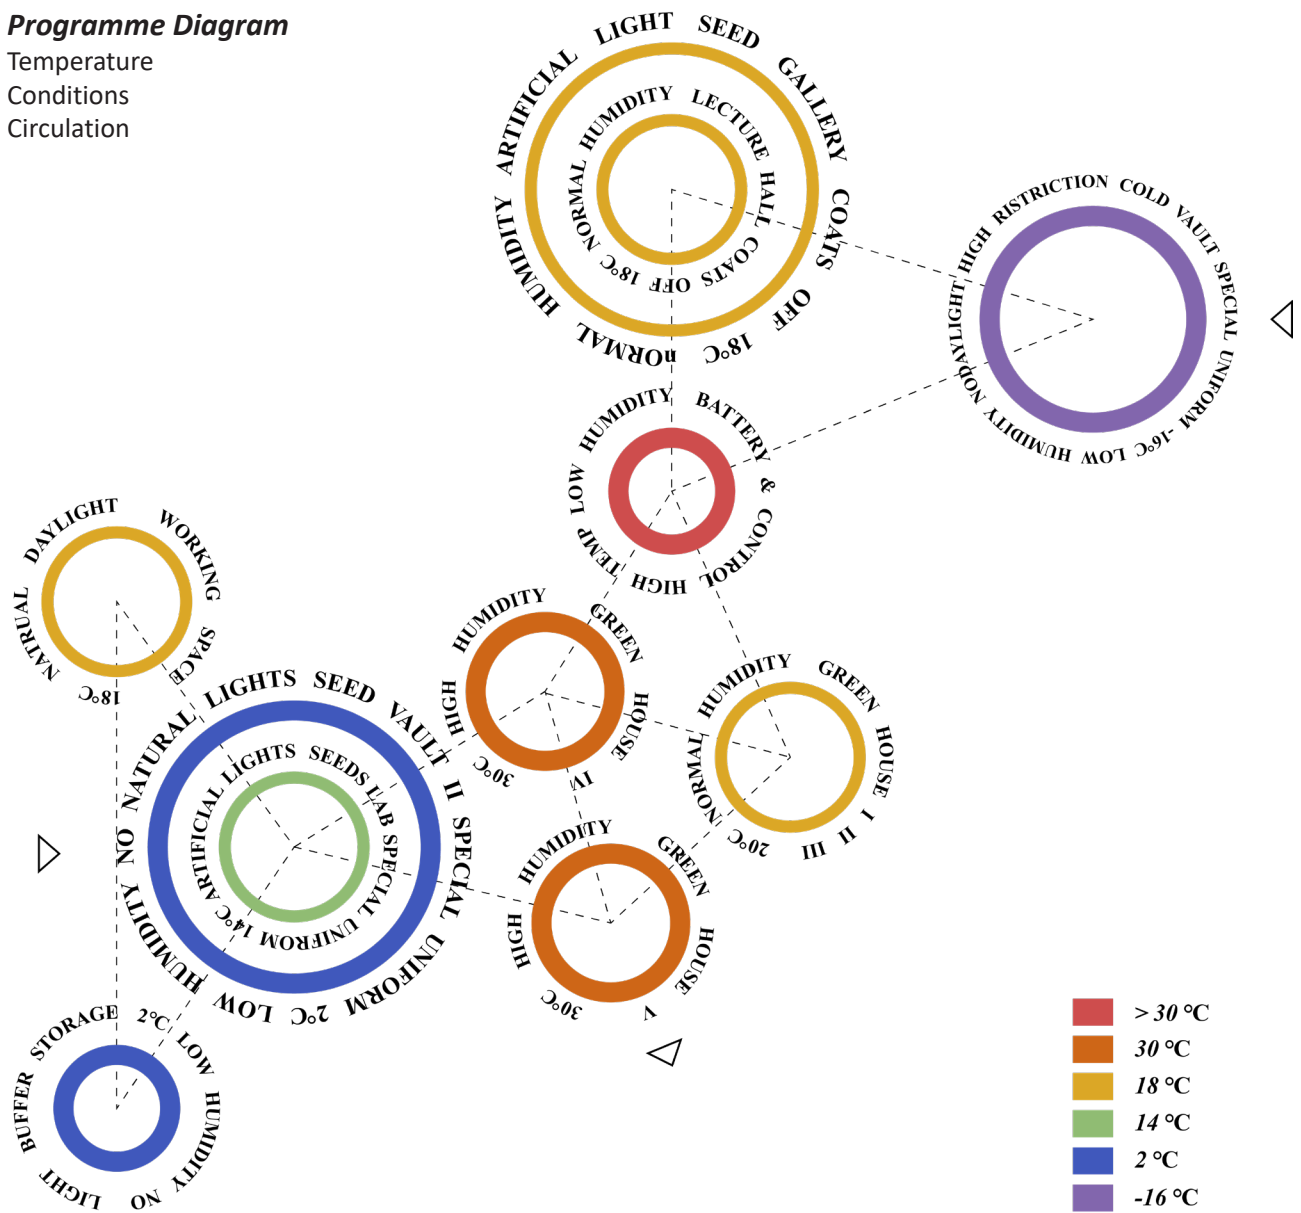 Programme Diagram
Temperature
Conditions
Circulation
nORMAL HUMIDITY ARTIFICIAL LIGHT SEED GALLERY COATS OFF 18°C
NORMAL HUMIDITY LECTURE HALL COATS OFF 18°C
NODAYLIGHT HIGH RISTRICTION COLD VAULT SPECIAL UNIFORM -16°C LOW HUMIDITY
LOW HUMIDITY BATTERY & CONTROL HIGH TEMP
NATRUAL DAYLIGHT WORKING SPACE 18°C
HIGH HUMIDITY GREEN HOUSE IV 30°C
NORMAL HUMIDITY GREEN HOUSE I II III 20°C
LOW HUMIDITY NO NATURAL LIGHTS SEED VAULT II SPECIAL UNIFORM 2°C
ARTIFICIAL LIGHTS SEEDS LAB SPECIAL UNIFROM 14°C
HIGH HUMIDITY GREEN HOUSE V 30°C
BUFFER STORAGE 2°C LOW HUMIDITY NO LIGHT
> 30 °C
30 °C
18 °C
14 °C
2 °C
-16 °C